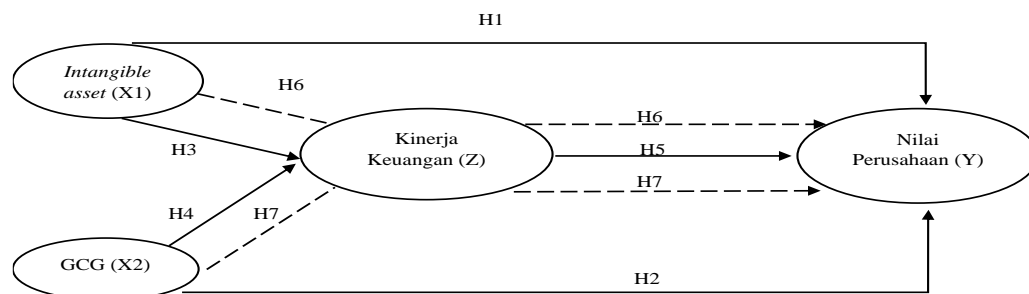 H1
Intangible
asset (X1)
H6
Kinerja
Keuangan (Z)
H6
Nilai
Perusahaan (Y)
H3
H5
H4
H7
H7
GCG (X2)
H2